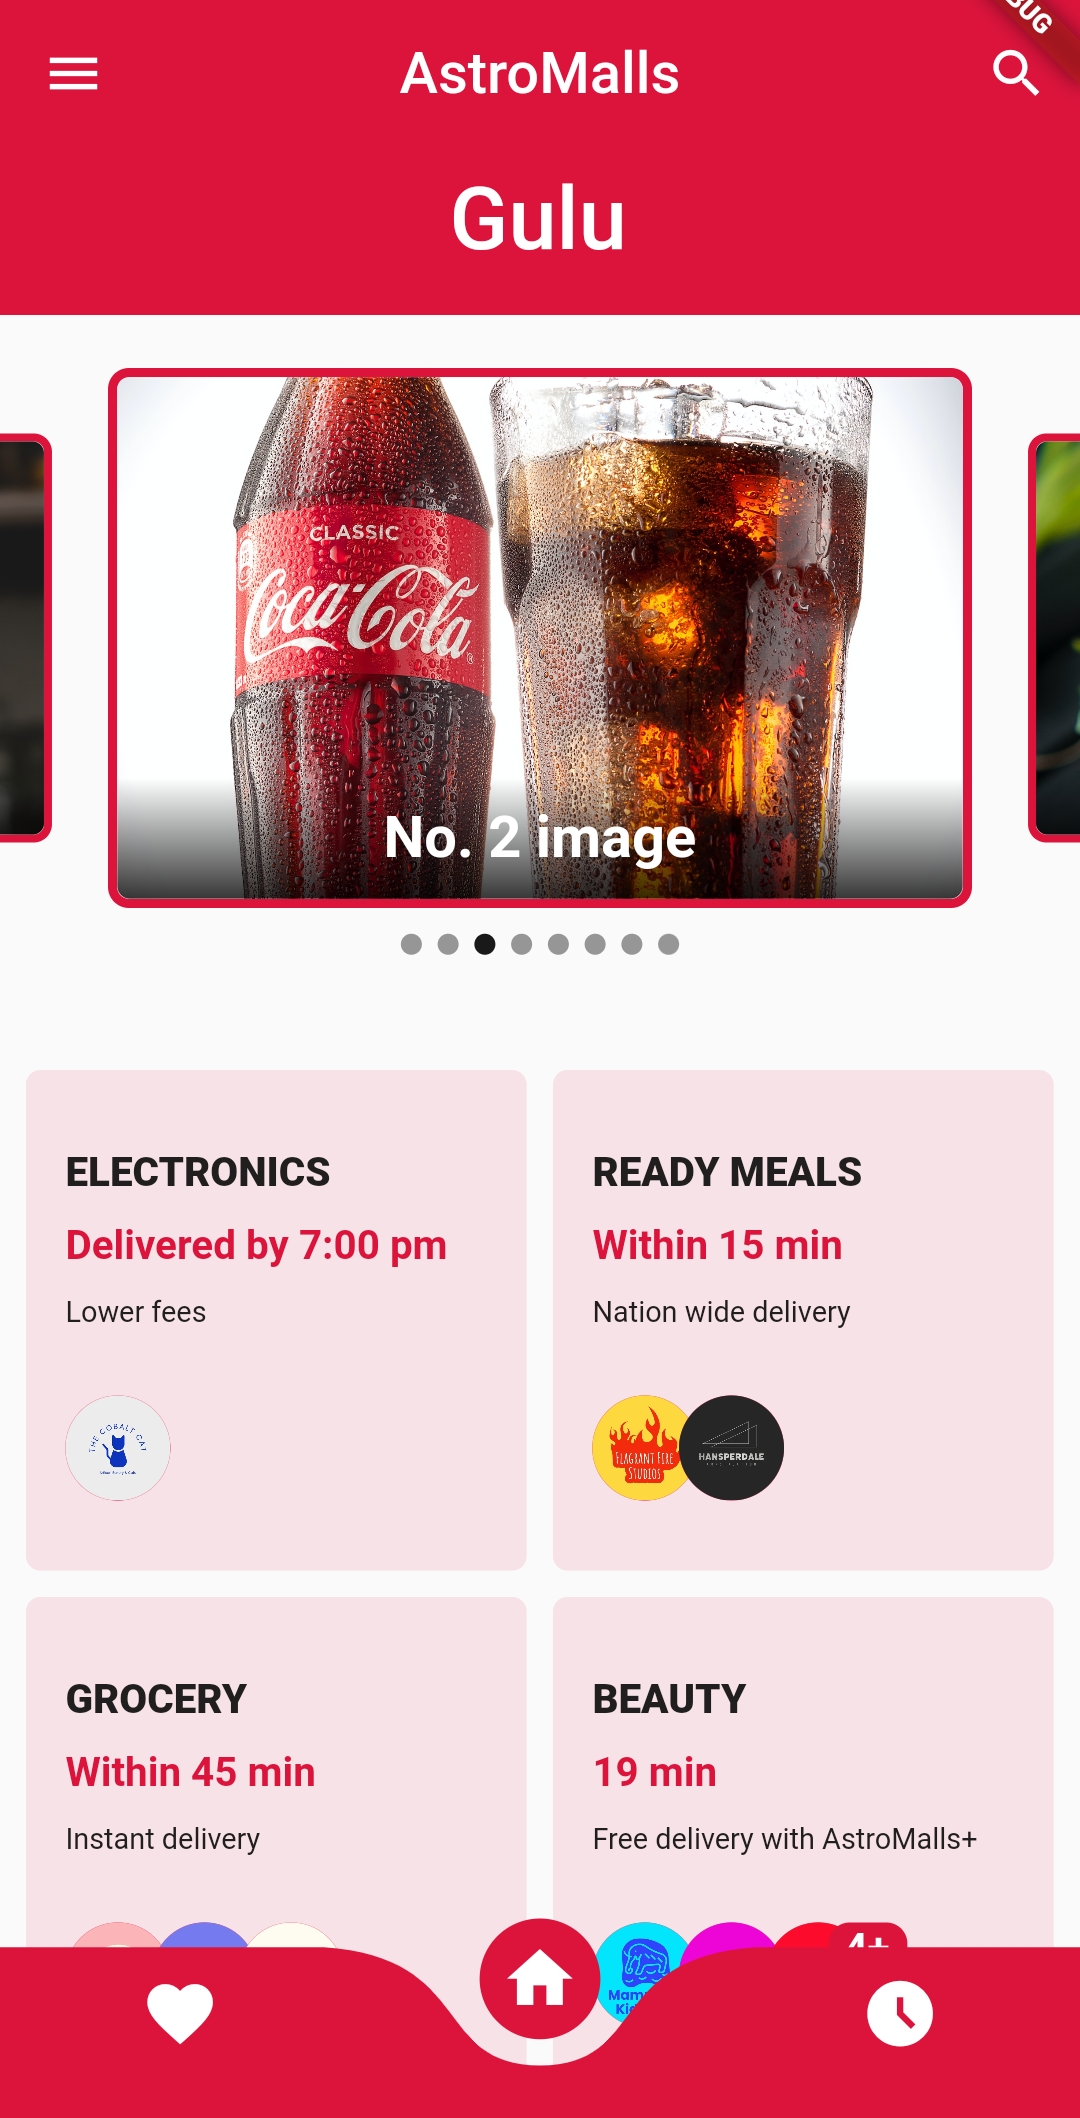 BUG
AstroMalls
Gulu
CLASSIC
Coca-Cola
No. 2 image
ELECTRONICS
Delivered by 7:00 pm
Lower fees
THE COBALT CAT
READY MEALS
Within 15 min
Nation wide delivery
FLAGRANT FIRE
STUDIOS
HANSPERDALE
GROCERY
Within 45 min
Instant delivery
BEAUTY
19 min
Free delivery with AstroMalls+
4+